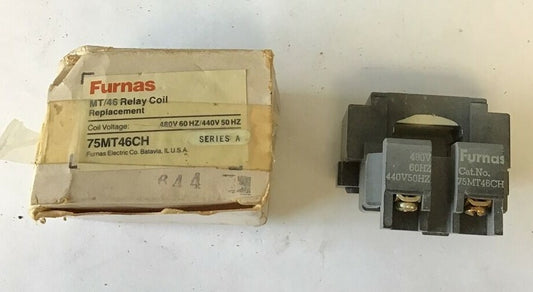 Furnas
MT/46 Relay Coil
Replacement
Coil Voltage: 480V 60 HZ/440V 50 HZ
75MT46CH SERIES A
Furnas Electric Co. Batavia, IL U.S.A.
644
480V
60HZ
440V50HZ
Furnas
Cat.No.
75MT46CH